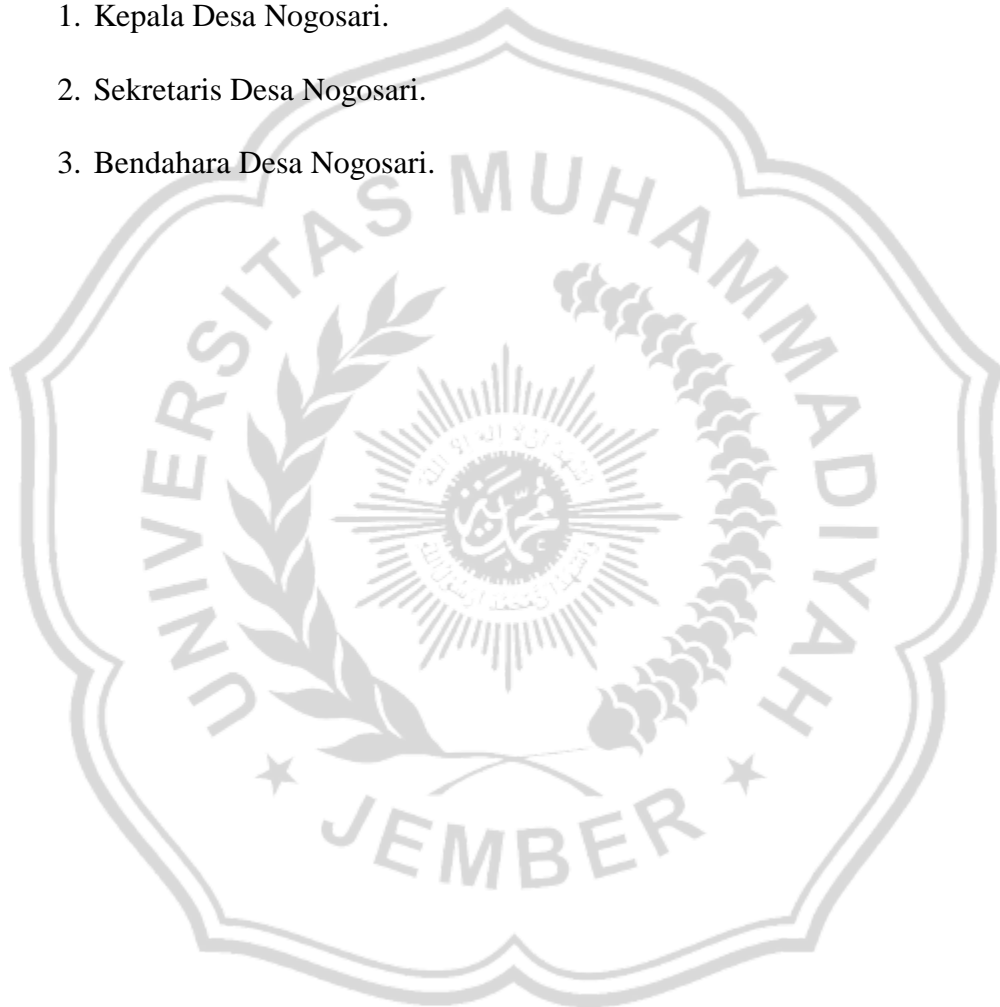 1. Kepala Desa Nogosari.
2. Sekretaris Desa Nogosari.
3. Bendahara Desa Nogosari.
UNIVERSITAS MUHAMMADIYAH
JEMBER